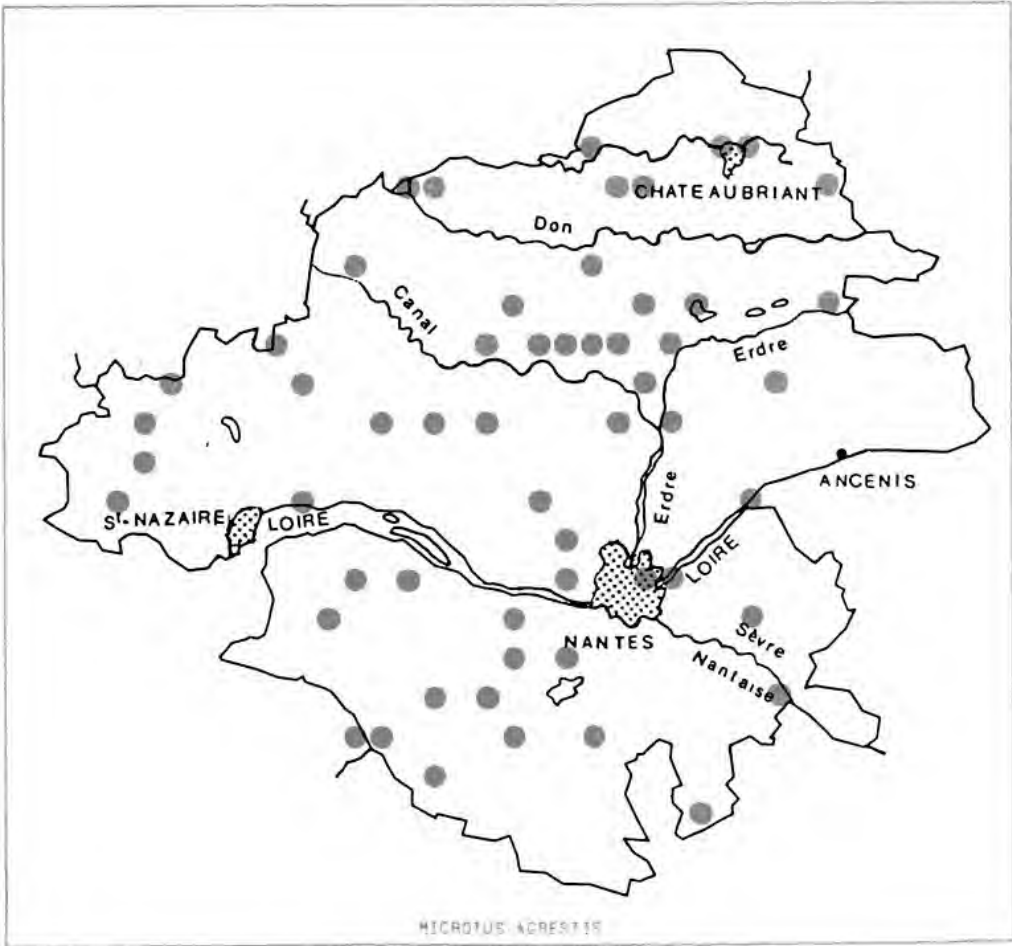 CHATEAUBRIANT
Don
Canal
Erdre
ANCENIS
Erdre
St-NAZAIRE
LOIRE
LOIRE
NANTES
Sèvre
Nantaise
MICROTUS AGRESTIS